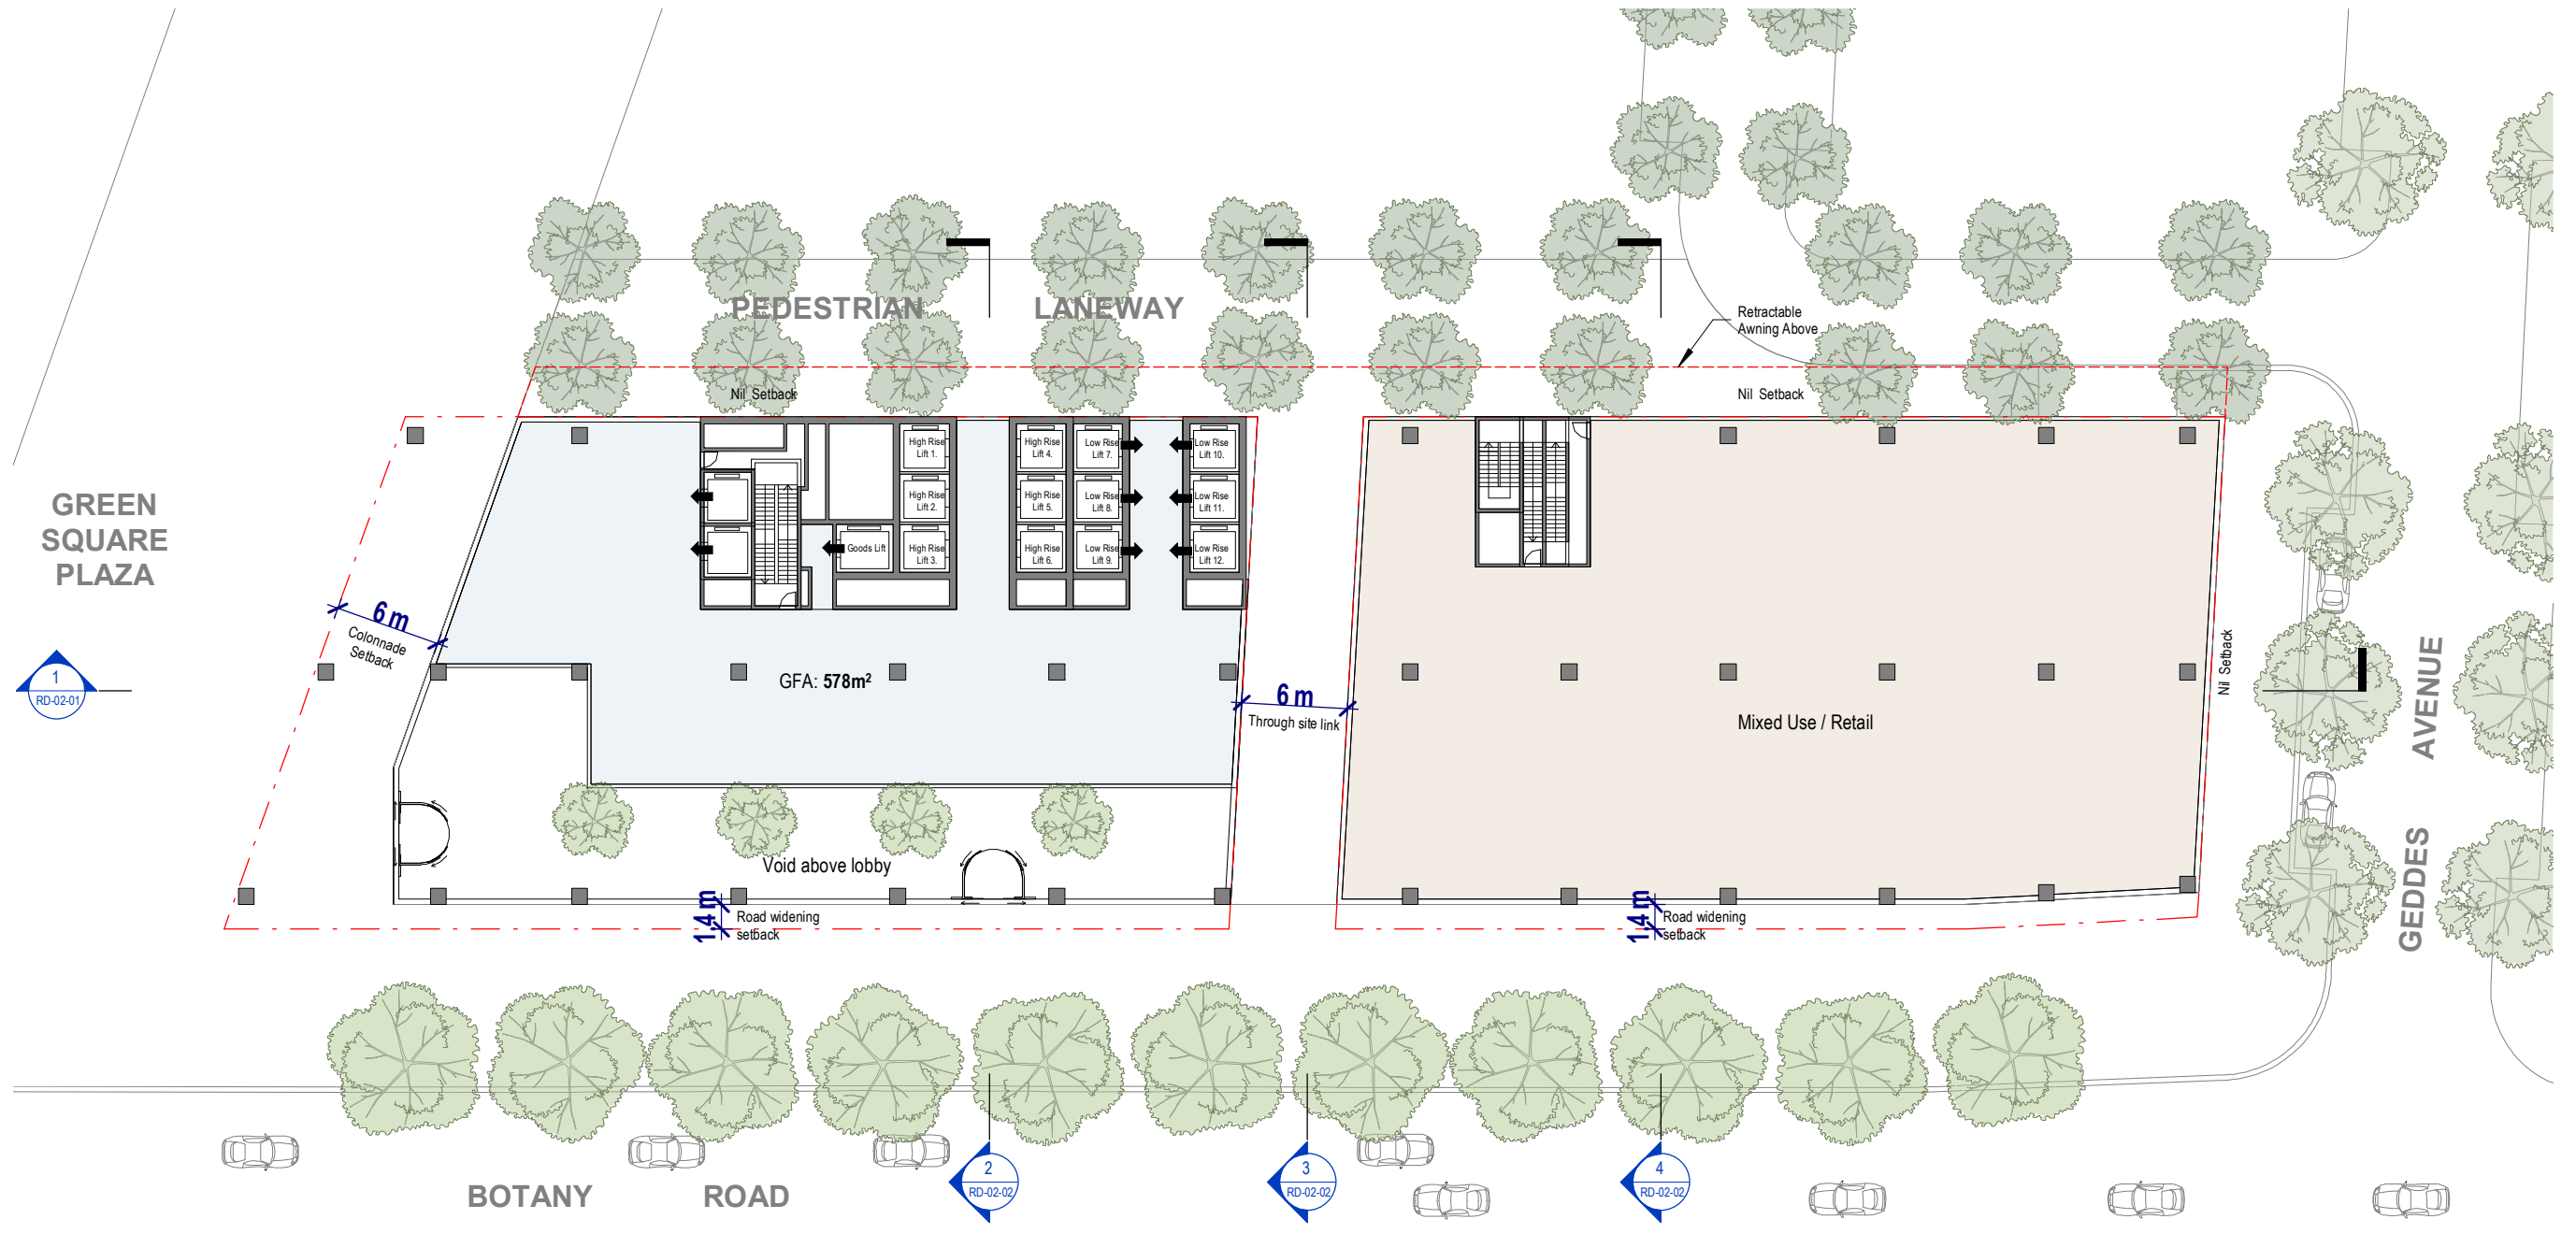 PEDESTRIAN LANEWAY
Retractable
Awning Above
Nil Setback
Nil Setback
High Rise
Lift 1.
High Rise
Lift 4.
Low Rise
Lift 7.
Low Rise
Lift 10.
High Rise
Lift 2.
High Rise
Lift 5.
Low Rise
Lift 8.
Low Rise
Lift 11.
Goods Lift
High Rise
Lift 3.
High Rise
Lift 6.
Low Rise
Lift 9.
Low Rise
Lift 12.
GREEN
SQUARE
PLAZA
6 m
Colonnade
Setback
1
RD-02-01
GFA: 578m²
6 m
Through site link
Mixed Use / Retail
Nil Setback
GEDDES AVENUE
Void above lobby
1.4 m
Road widening
setback
1.4 m
Road widening
setback
2
RD-02-02
3
RD-02-02
4
RD-02-02
BOTANY ROAD